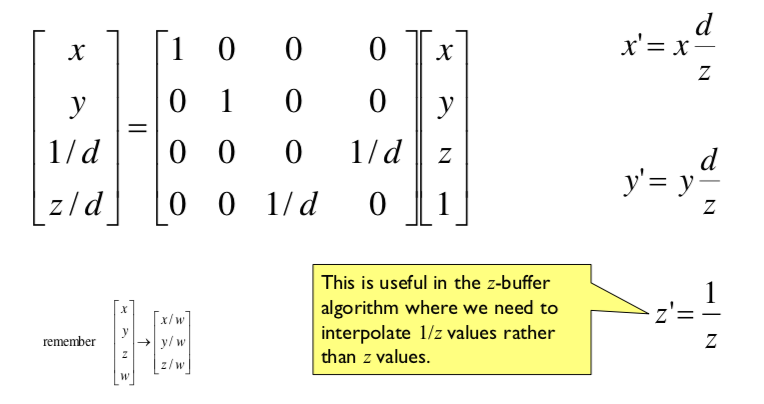 [x y 1/d z/d] = [1 0 0 0; 0 1 0 0; 0 0 0 1/d; 0 0 1/d 0] [x y z 1]
x' = x d/z
y' = y d/z
z' = 1/z
This is useful in the z-buffer
algorithm where we need to
interpolate 1/z values rather
than z values.
remember [x y z w] → [x/w y/w z/w]